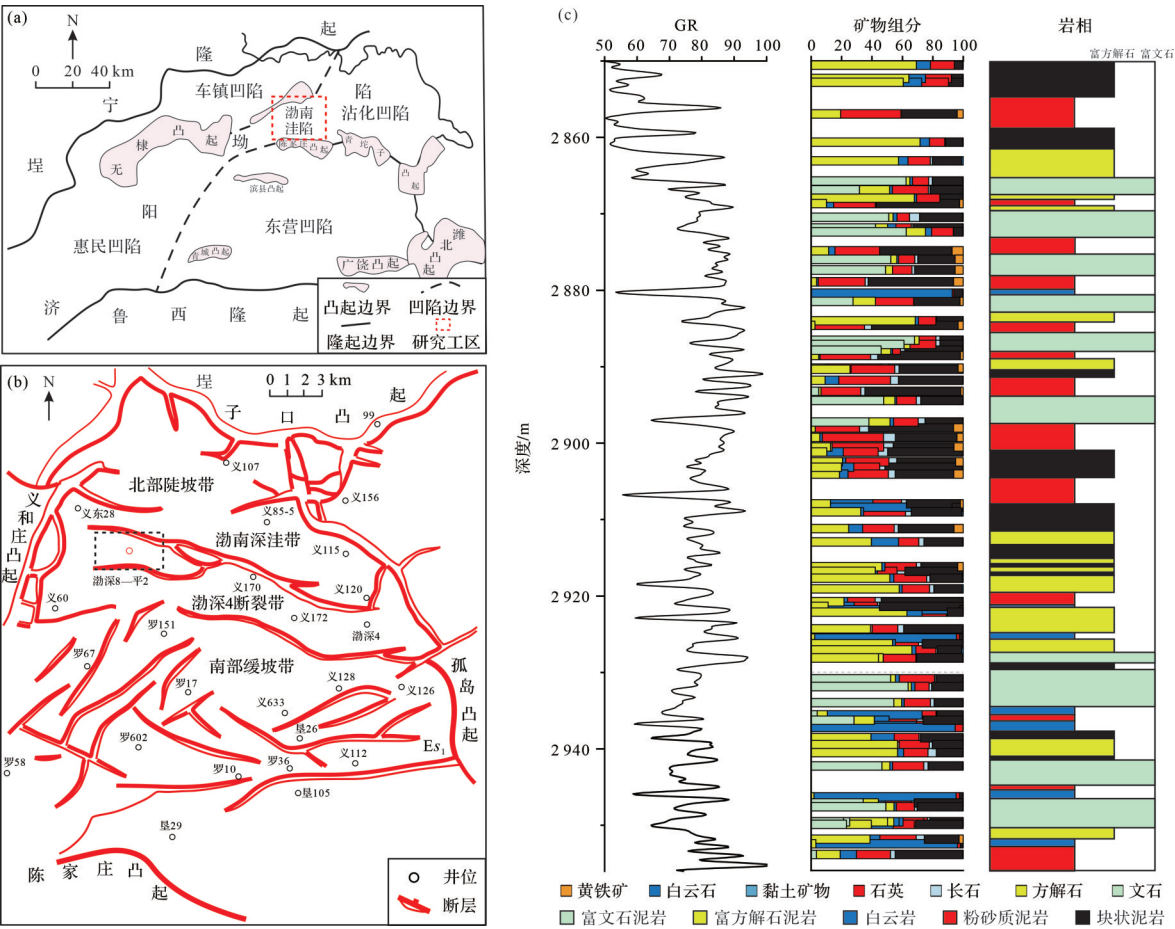 (a)
N
0 20 40 km
隆
起
宁
埕
车镇凹陷
陷
沾化凹陷
渤南
洼陷
无棣凸起
坳
陈家庄凸起
青坨子
凸起
滨县凸起
阳
惠民凹陷
东营凹陷
青城凸起
广饶凸起
潍北凸起
济
鲁
西
隆
起
凸起边界
凹陷边界
隆起边界
研究工区
(b)
N
0 1 2 3 km
埕
子
口
凸
起
99
义107
北部陡坡带
义156
义和庄凸起
义东28
义85-5
渤南深洼带
义115
渤深8—平2
义170
义120
渤深4断裂带
义60
义172
渤深4
罗151
罗67
南部缓坡带
孤岛凸起
罗17
义128
义126
义633
垦26
罗602
义112
Es₁
罗58
罗36
罗10
垦105
垦29
陈家庄凸起
井位
断层
(c)
GR
矿物组分
岩相
50 60 70 80 90 100
0 20 40 60 80 100
富方解石
富文石
深度/m
2 860
2 880
2 900
2 920
2 940
黄铁矿 白云石 黏土矿物 石英 长石 方解石 文石
富文石泥岩 富方解石泥岩 白云岩 粉砂质泥岩 块状泥岩